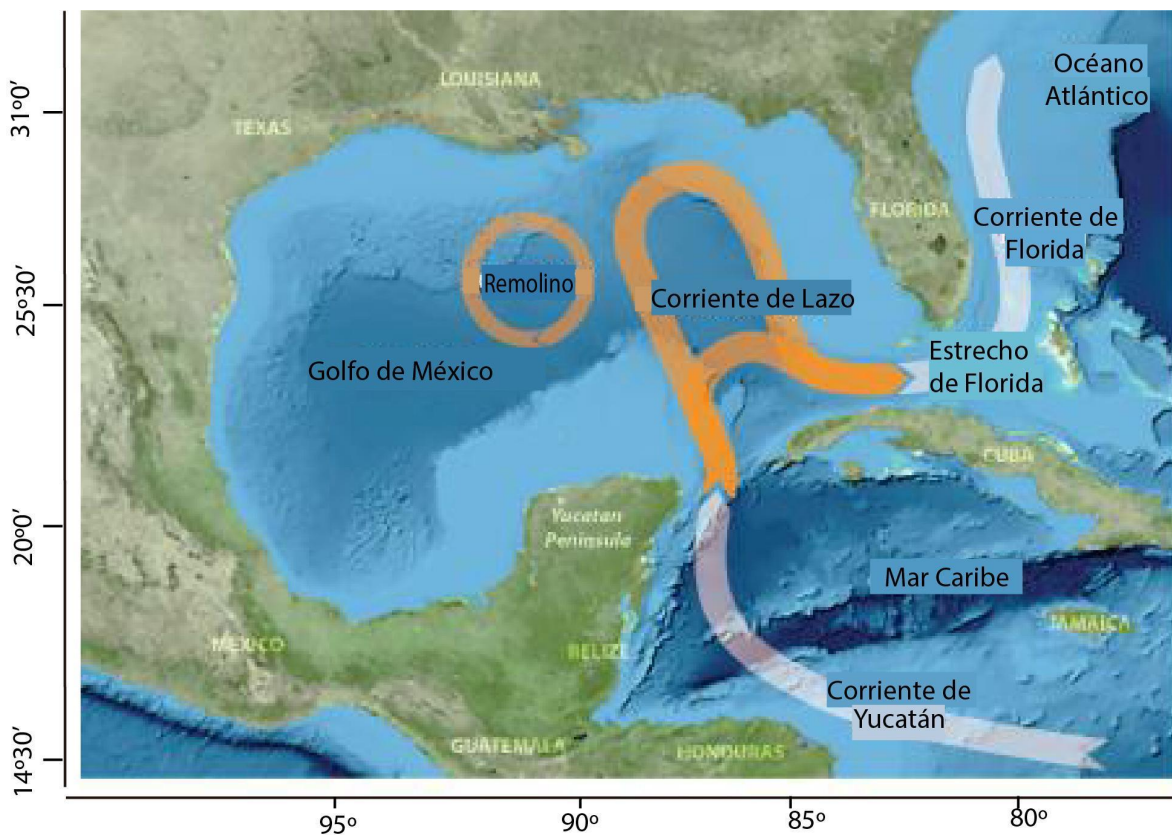 Océano
Atlántico
LOUISIANA
31º0'
TEXAS
FLORIDA
Corriente de
Florida
Remolino
Corriente de Lazo
25º30'
Estrecho
de Florida
Golfo de México
CUBA
Yucatan
Peninsula
20º0'
Mar Caribe
JAMAICA
MÉXICO
BELIZE
Corriente de
Yucatán
GUATEMALA
HONDURAS
14º30'
95º
90º
85º
80º